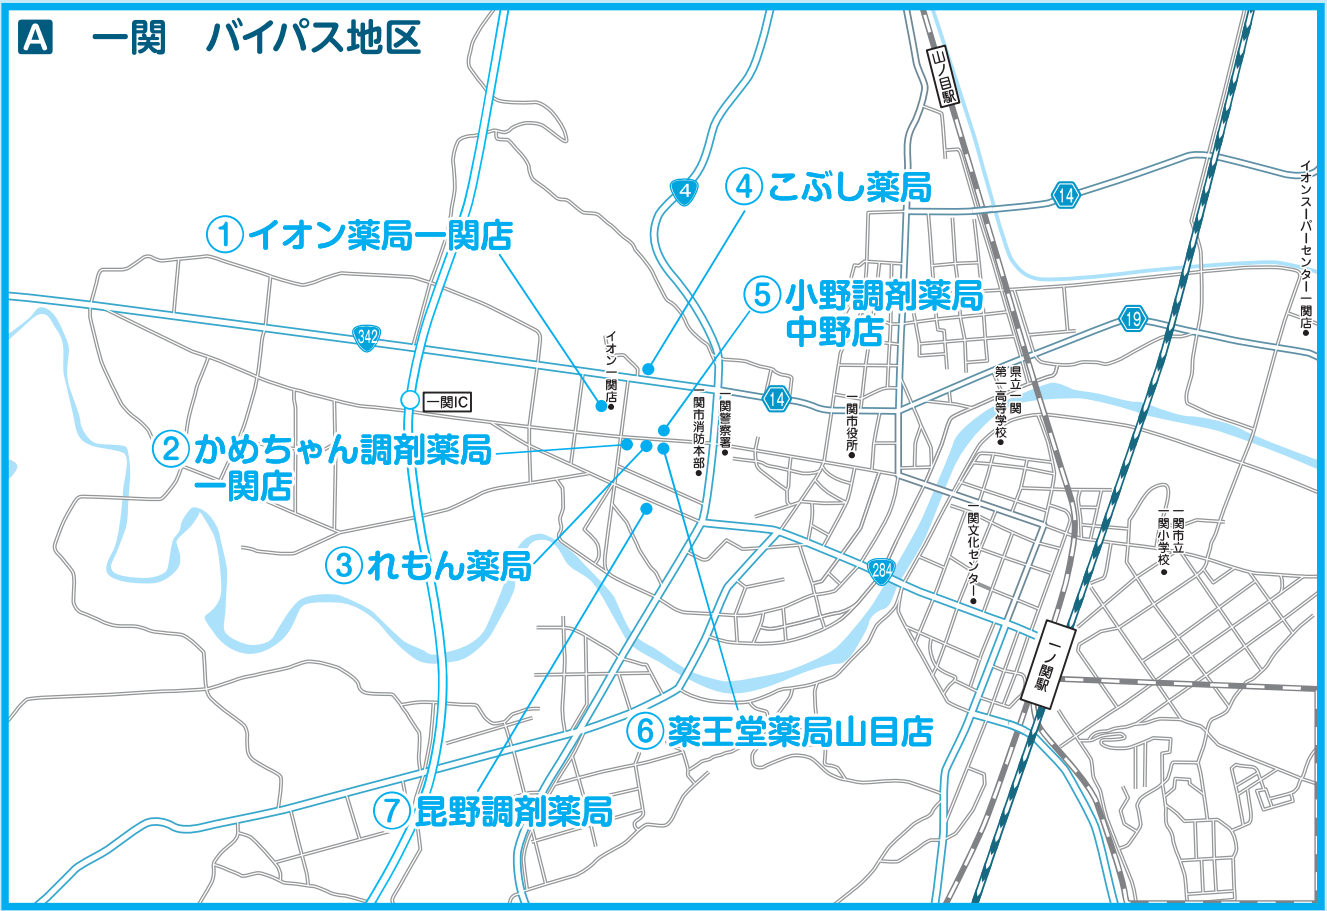 A 一関 バイパス地区
山ノ目駅
4
④こぶし薬局
14
イオンスーパーセンター一関店
①イオン薬局一関店
⑤小野調剤薬局
中野店
19
342
イオン一関店
一関IC
14
一関市消防本部
一関警察署
一関市役所
県立一関
第一高等学校
②かめちゃん調剤薬局
一関店
③れもん薬局
284
一関文化センター
一関市立
一関小学校
一ノ関駅
⑥薬王堂薬局山目店
⑦昆野調剤薬局